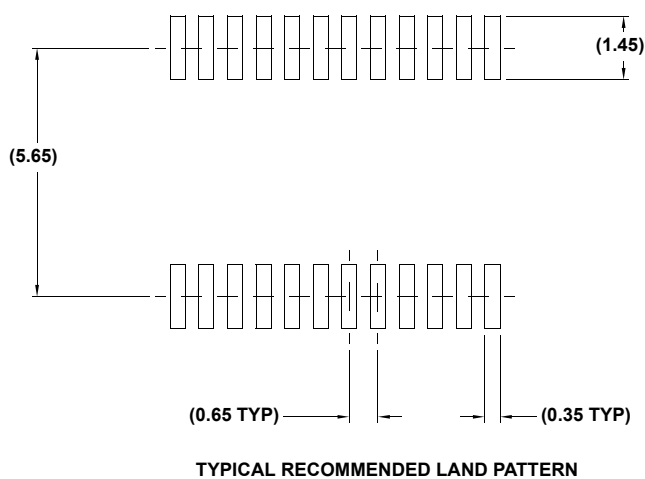 (1.45)
(5.65)
(0.65 TYP)
(0.35 TYP)
TYPICAL RECOMMENDED LAND PATTERN